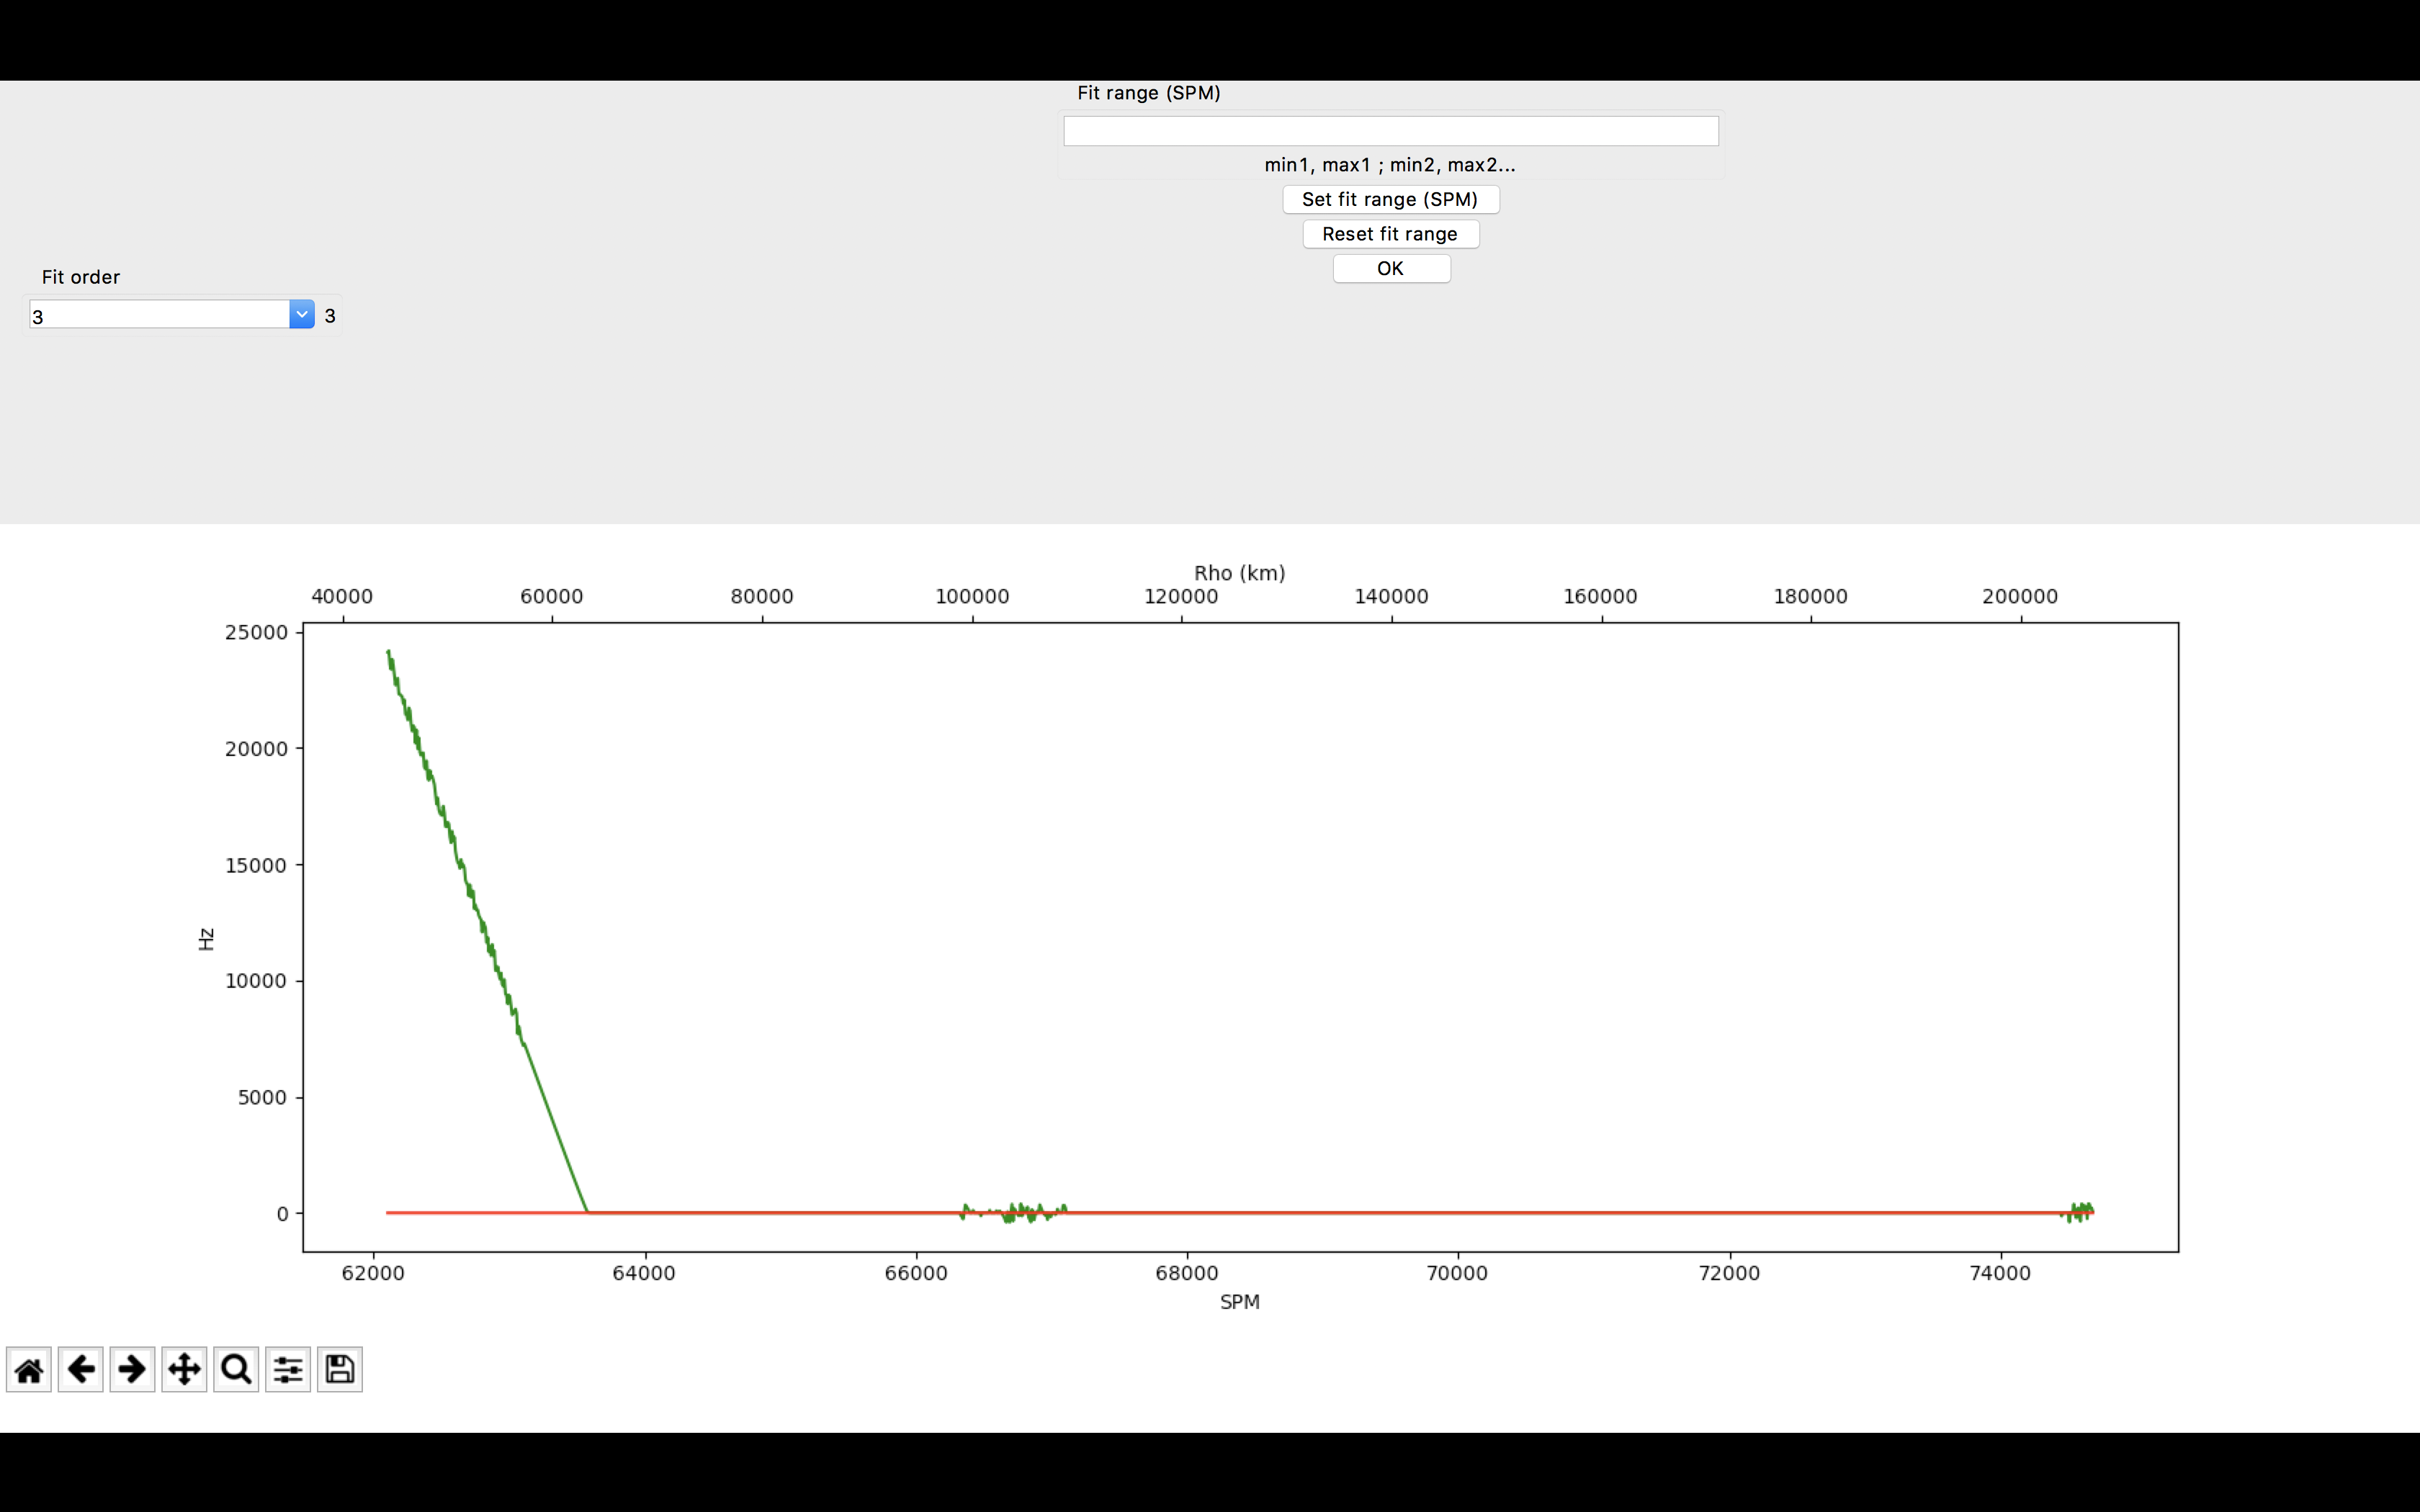 Fit range (SPM)
min1, max1 ; min2, max2...
Set fit range (SPM)
Reset fit range
OK
Fit order
3 3
Rho (km)
40000 60000 80000 100000 120000 140000 160000 180000 200000
25000
20000
15000
10000
5000
0
Hz
62000 64000 66000 68000 70000 72000 74000
SPM